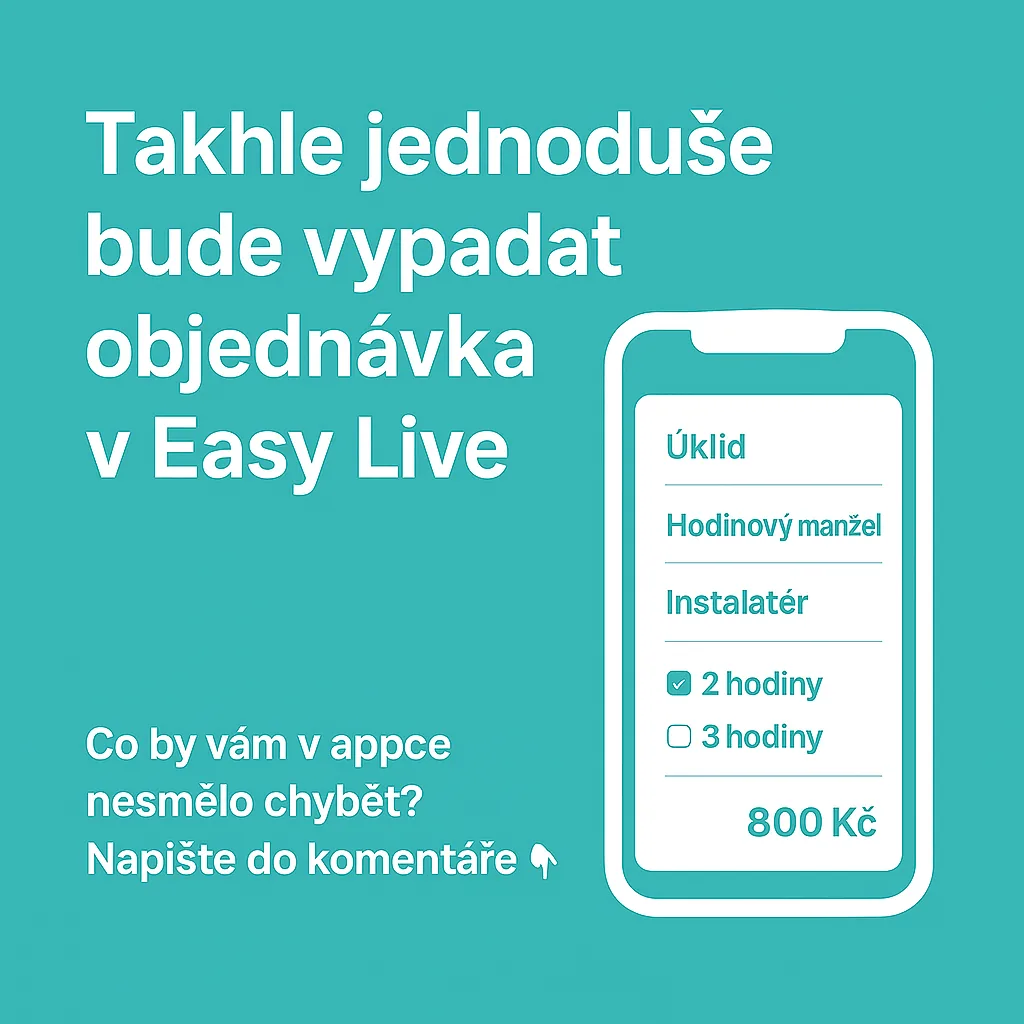 Takhle jednoduše
bude vypadat
objednávka
v Easy Live
Úklid
Hodinový manžel
Instalatér
2 hodiny
3 hodiny
800 Kč
Co by vám v appce
nesmělo chybět?
Napište do komentáře 👇